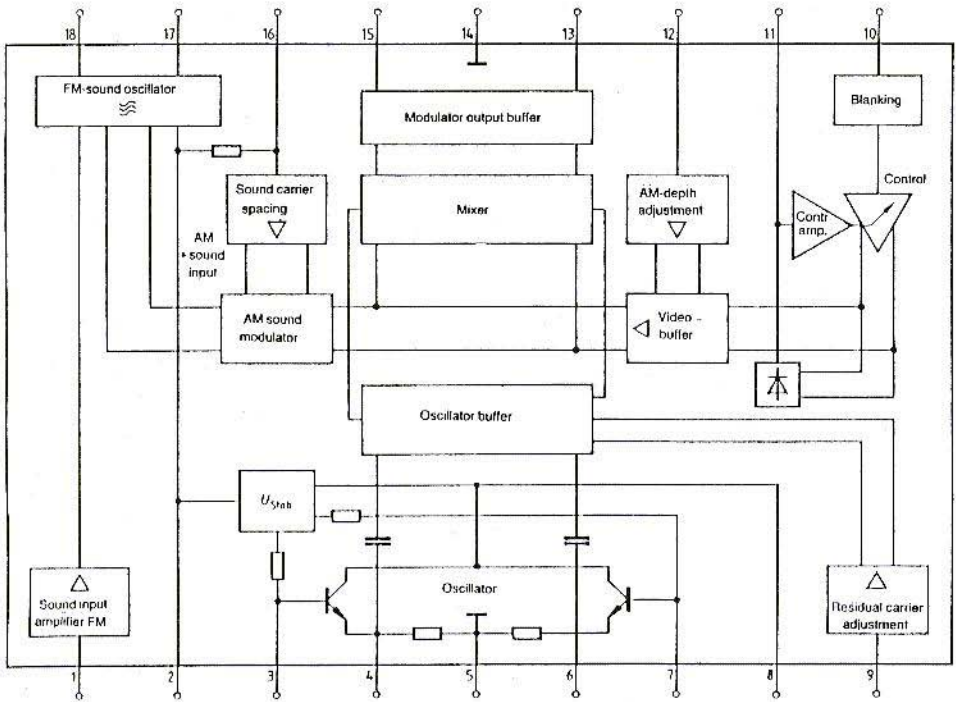 18
17
16
15
14
13
12
11
10
FM-sound oscillator
Modulator output buffer
Blanking
Sound carrier
spacing
Mixer
AM-depth
adjustment
Control
Contr
amp.
AM
sound
input
AM sound
modulator
Video -
buffer
Oscillator buffer
UStab
Oscillator
Sound input
amplifier FM
Residual carrier
adjustment
1
2
3
4
5
6
7
8
9